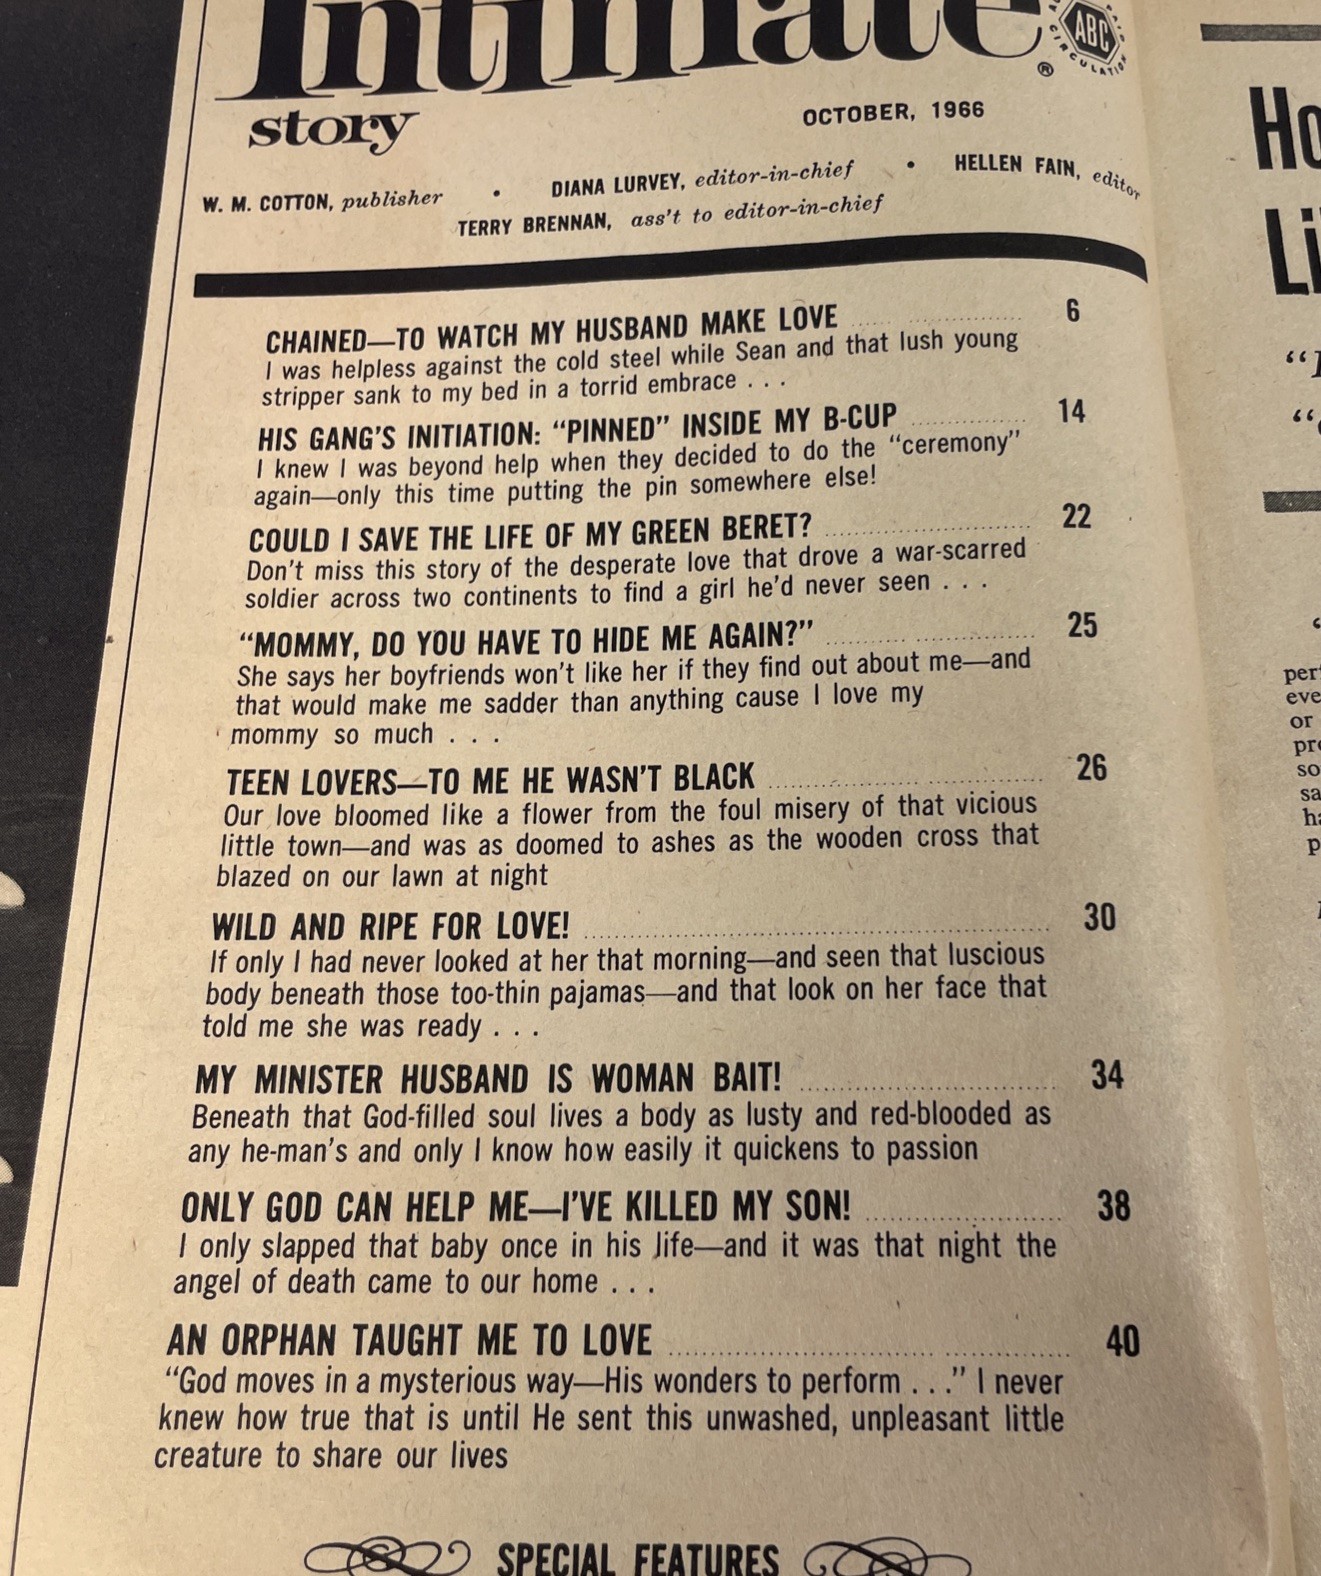 Intimate
story
ABC
CIRCULATION
®
OCTOBER, 1966
W. M. COTTON, publisher • DIANA LURVEY, editor-in-chief • HELLEN FAIN, editor
TERRY BRENNAN, ass't to editor-in-chief
CHAINED—TO WATCH MY HUSBAND MAKE LOVE 6
I was helpless against the cold steel while Sean and that lush young
stripper sank to my bed in a torrid embrace . . .
HIS GANG'S INITIATION: “PINNED” INSIDE MY B-CUP 14
I knew I was beyond help when they decided to do the “ceremony”
again—only this time putting the pin somewhere else!
COULD I SAVE THE LIFE OF MY GREEN BERET? 22
Don't miss this story of the desperate love that drove a war-scarred
soldier across two continents to find a girl he'd never seen . . .
“MOMMY, DO YOU HAVE TO HIDE ME AGAIN?” 25
She says her boyfriends won't like her if they find out about me—and
that would make me sadder than anything cause I love my
mommy so much . . .
TEEN LOVERS—TO ME HE WASN'T BLACK 26
Our love bloomed like a flower from the foul misery of that vicious
little town—and was as doomed to ashes as the wooden cross that
blazed on our lawn at night
WILD AND RIPE FOR LOVE! 30
If only I had never looked at her that morning—and seen that luscious
body beneath those too-thin pajamas—and that look on her face that
told me she was ready . . .
MY MINISTER HUSBAND IS WOMAN BAIT! 34
Beneath that God-filled soul lives a body as lusty and red-blooded as
any he-man's and only I know how easily it quickens to passion
ONLY GOD CAN HELP ME—I'VE KILLED MY SON! 38
I only slapped that baby once in his life—and it was that night the
angel of death came to our home . . .
AN ORPHAN TAUGHT ME TO LOVE 40
“God moves in a mysterious way—His wonders to perform . . .” I never
knew how true that is until He sent this unwashed, unpleasant little
creature to share our lives
SPECIAL FEATURES